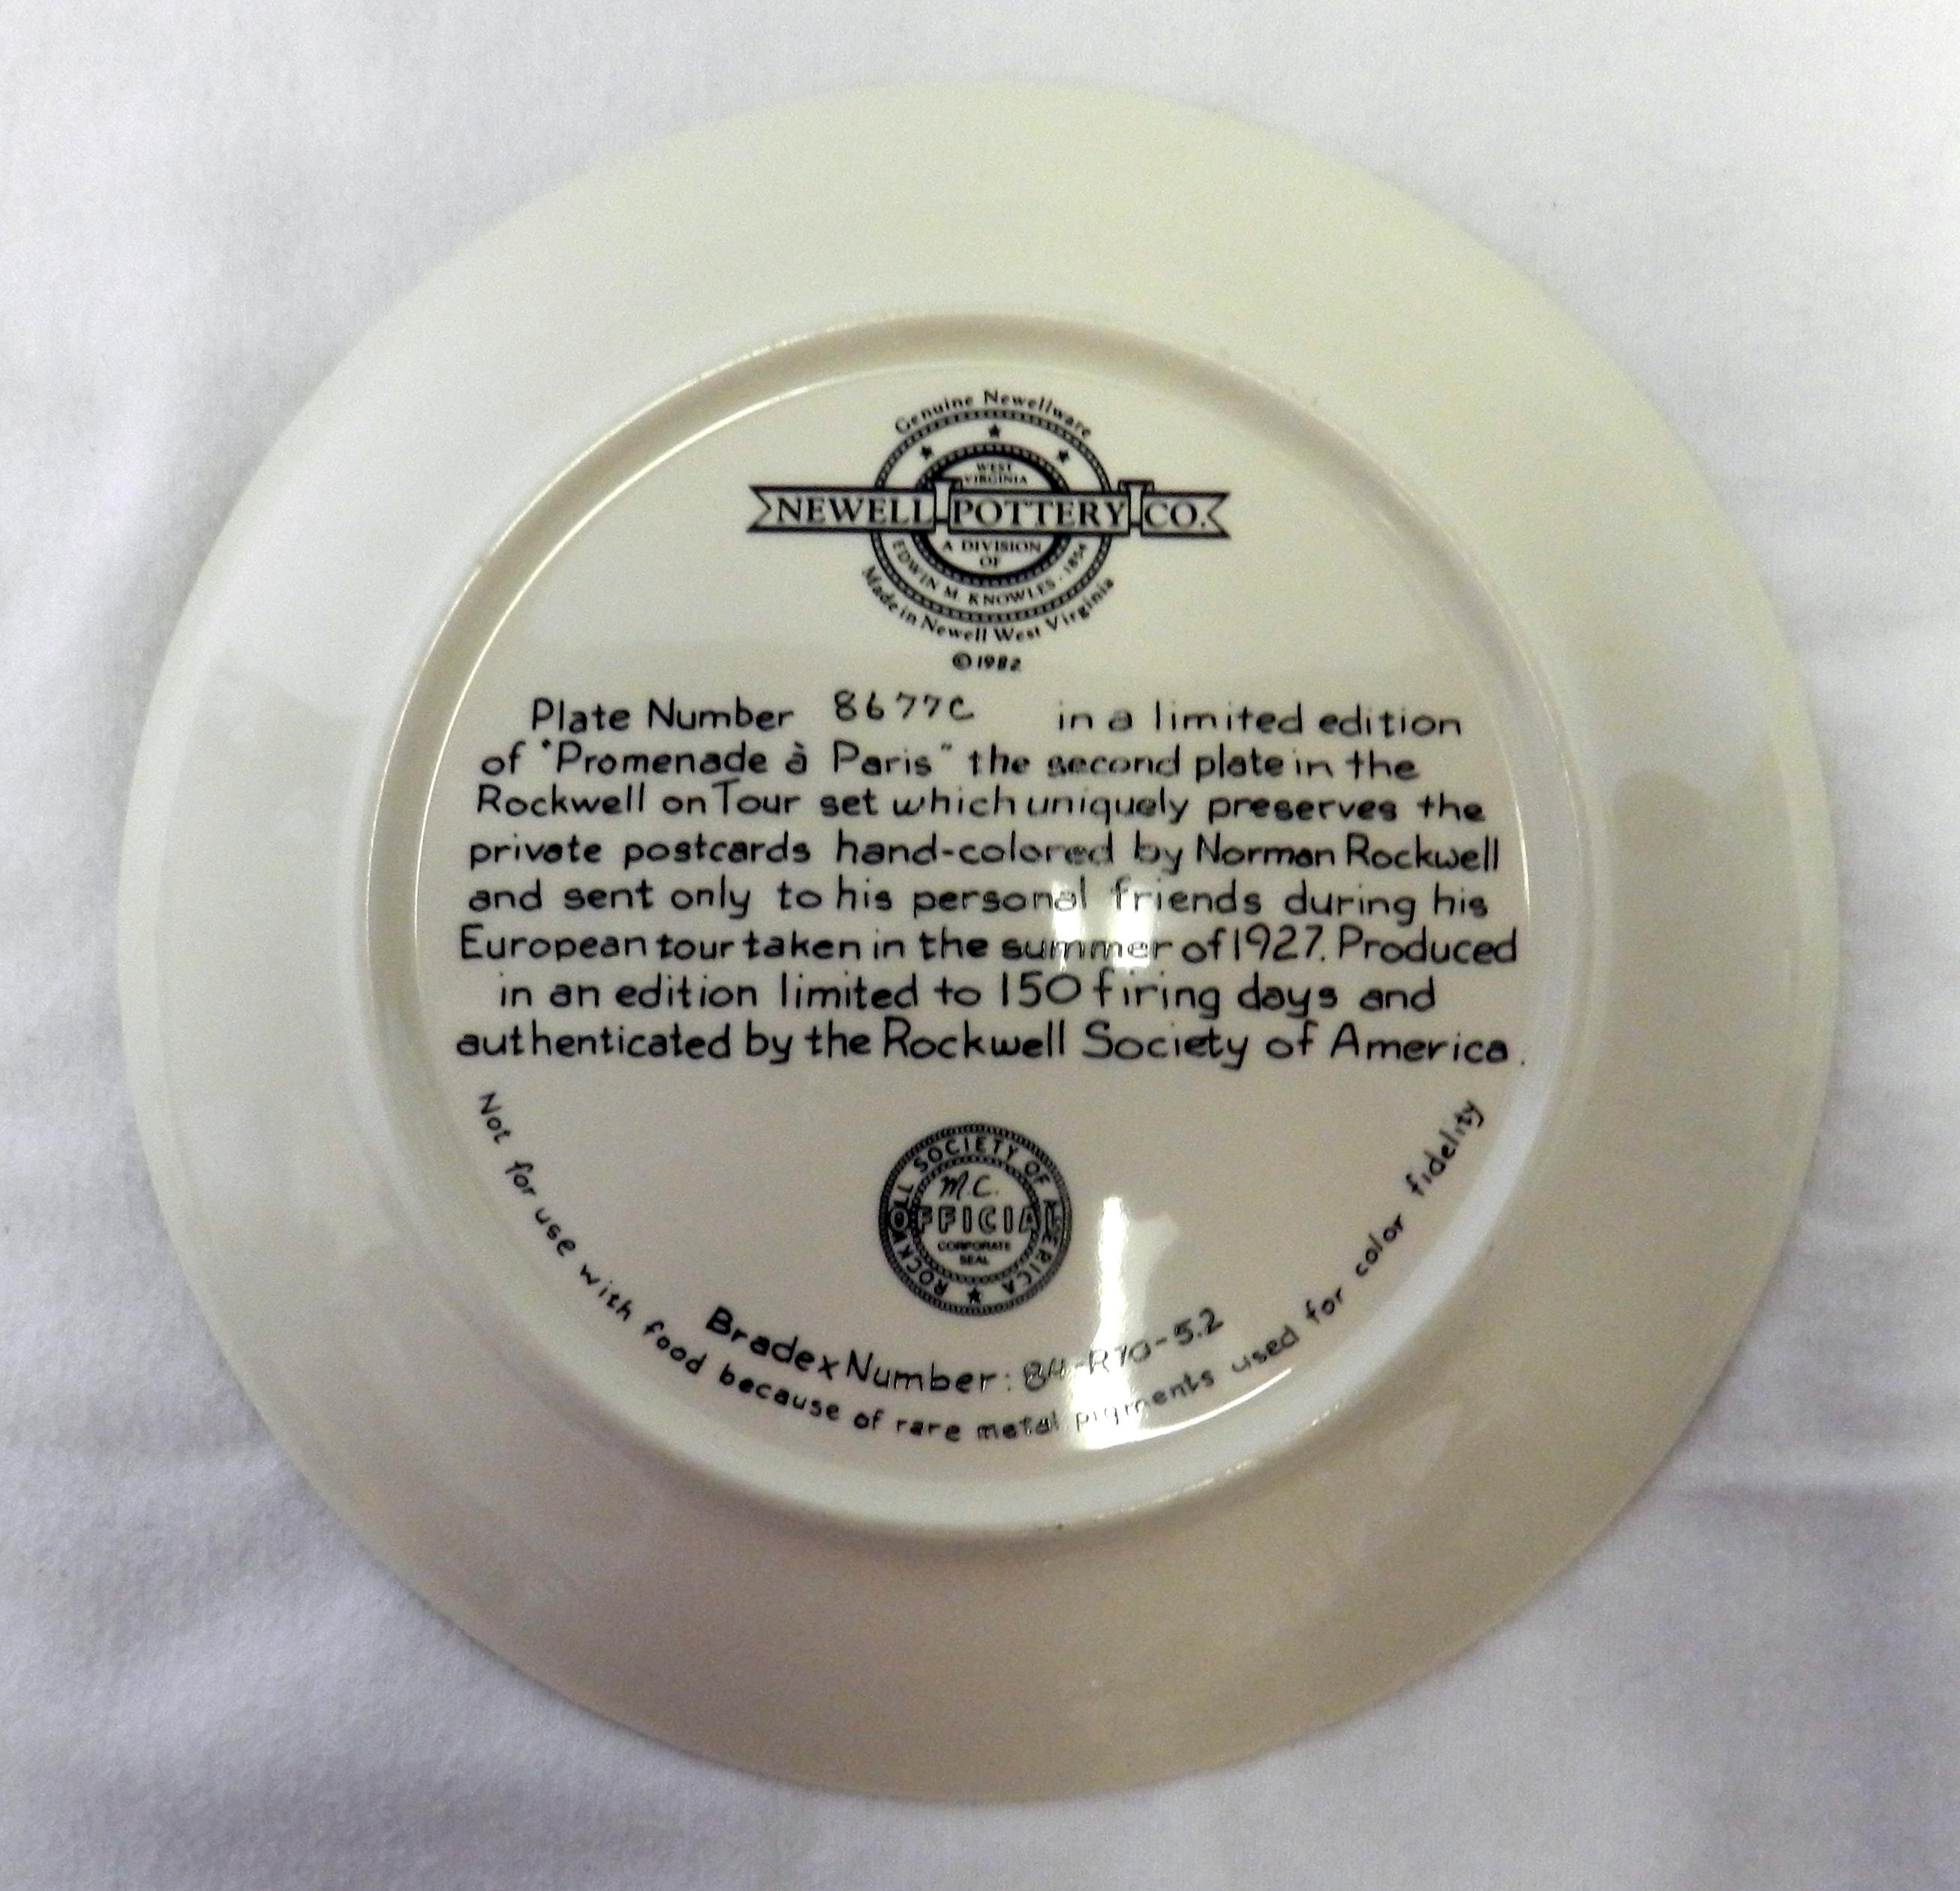 Genuine Newellware
WEST
VIRGINIA
NEWELL POTTERY CO.
A DIVISION
OF
EDWIN M. KNOWLES · 1854
Made in Newell West Virginia
©1982
Plate Number 8677C in a limited edition
of "Promenade à Paris" the second plate in the
Rockwell on Tour set which uniquely preserves the
private postcards hand-colored by Norman Rockwell
and sent only to his personal friends during his
European tour taken in the summer of 1927. Produced
in an edition limited to 150 firing days and
authenticated by the Rockwell Society of America.
ROCKWELL SOCIETY OF AMERICA
M.C.
OFFICIAL
CORPORATE
SEAL
Bradex Number: 84-R70-5.2
Not for use with food because of rare metal pigments used for color fidelity